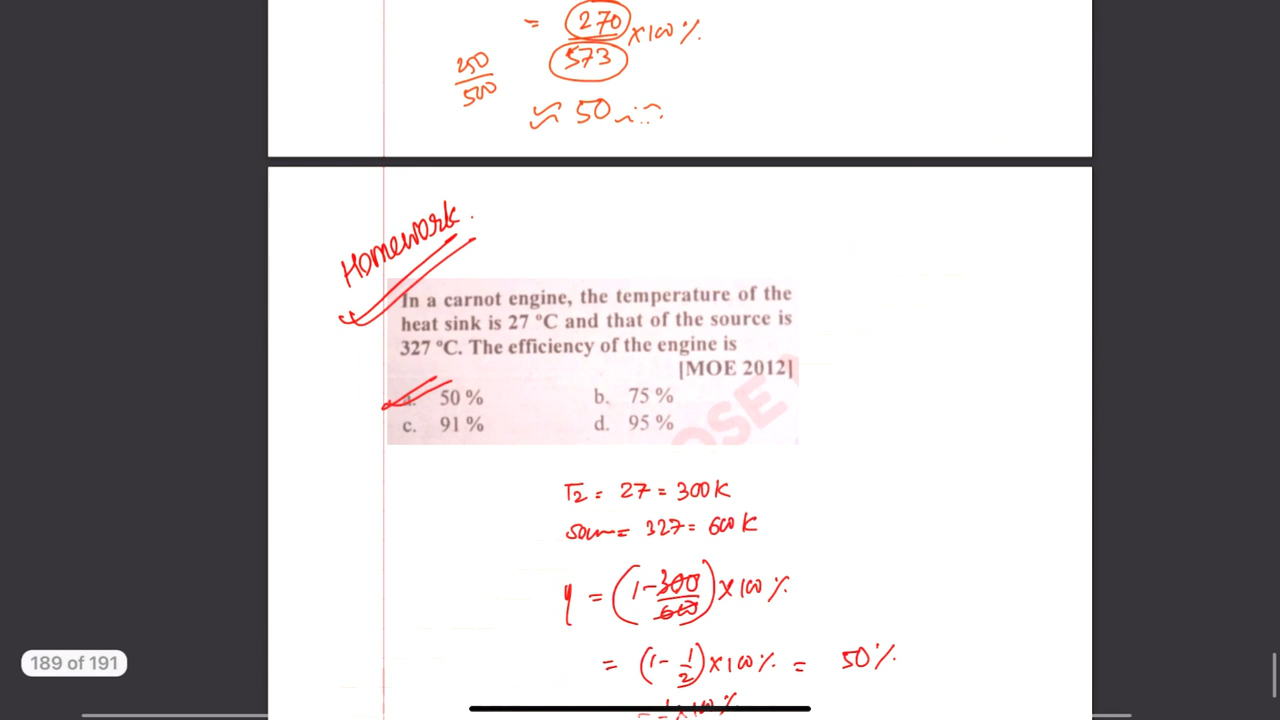 = 270/573 ×100%
250/500
≈ 50
Homework.
In a carnot engine, the temperature of the
heat sink is 27 °C and that of the source is
327 °C. The efficiency of the engine is
[MOE 2012]
a. 50 % b. 75 %
c. 91 % d. 95 %
OSE
T2 = 27 = 300K
= 327 = 600 K
η = (1-300/600)×100%
= (1-1/2)×100% = 50%
189 of 191